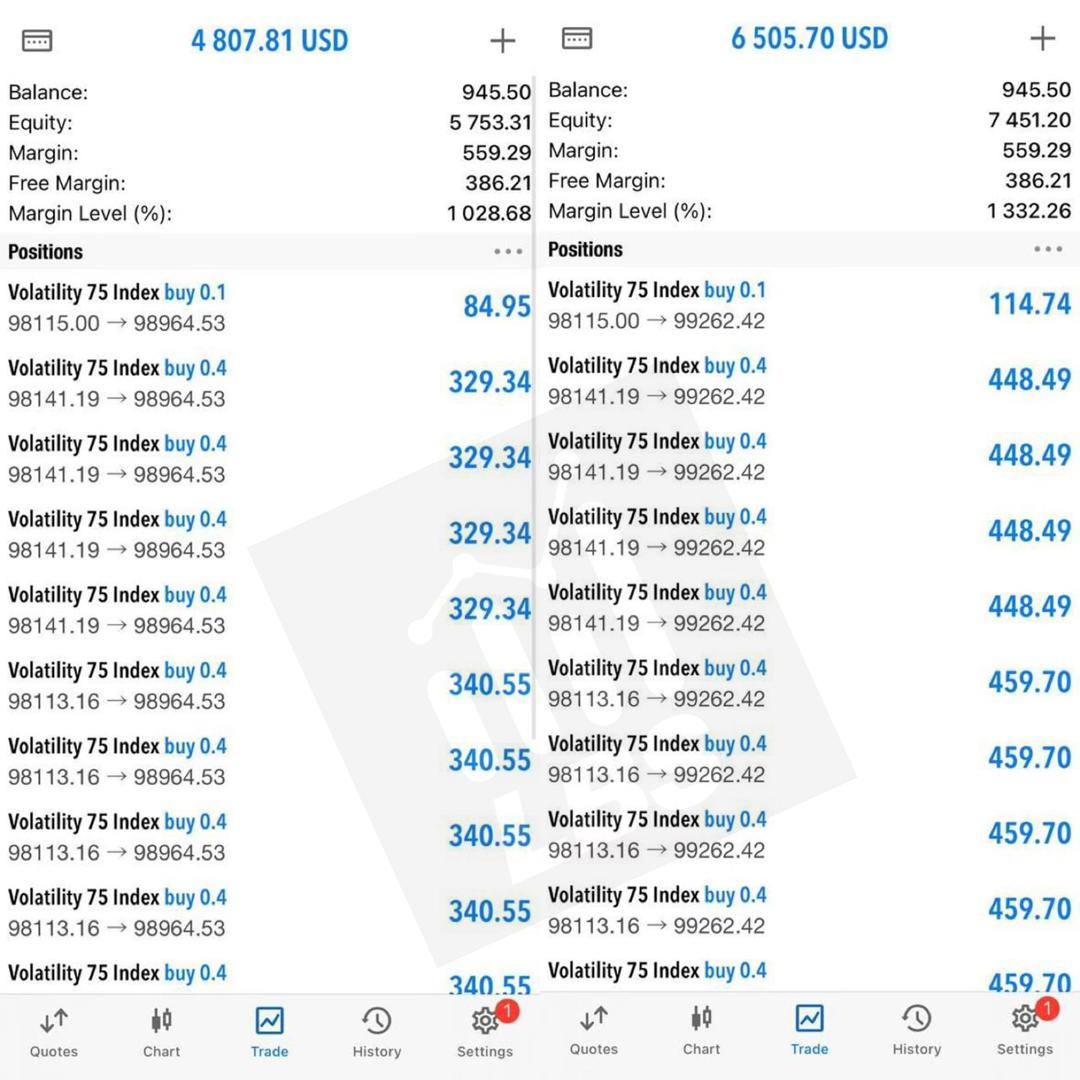 4 807.81 USD
Balance: 945.50
Equity: 5 753.31
Margin: 559.29
Free Margin: 386.21
Margin Level (%): 1 028.68
Positions
Volatility 75 Index buy 0.1
98115.00 → 98964.53 84.95
Volatility 75 Index buy 0.4
98141.19 → 98964.53 329.34
Volatility 75 Index buy 0.4
98141.19 → 98964.53 329.34
Volatility 75 Index buy 0.4
98141.19 → 98964.53 329.34
Volatility 75 Index buy 0.4
98141.19 → 98964.53 329.34
Volatility 75 Index buy 0.4
98113.16 → 98964.53 340.55
Volatility 75 Index buy 0.4
98113.16 → 98964.53 340.55
Volatility 75 Index buy 0.4
98113.16 → 98964.53 340.55
Volatility 75 Index buy 0.4
98113.16 → 98964.53 340.55
Volatility 75 Index buy 0.4
340.55
1
Quotes Chart Trade History Settings
6 505.70 USD
Balance: 945.50
Equity: 7 451.20
Margin: 559.29
Free Margin: 386.21
Margin Level (%): 1 332.26
Positions
Volatility 75 Index buy 0.1
98115.00 → 99262.42 114.74
Volatility 75 Index buy 0.4
98141.19 → 99262.42 448.49
Volatility 75 Index buy 0.4
98141.19 → 99262.42 448.49
Volatility 75 Index buy 0.4
98141.19 → 99262.42 448.49
Volatility 75 Index buy 0.4
98141.19 → 99262.42 448.49
Volatility 75 Index buy 0.4
98113.16 → 99262.42 459.70
Volatility 75 Index buy 0.4
98113.16 → 99262.42 459.70
Volatility 75 Index buy 0.4
98113.16 → 99262.42 459.70
Volatility 75 Index buy 0.4
98113.16 → 99262.42 459.70
Volatility 75 Index buy 0.4
459.70
1
Quotes Chart Trade History Settings